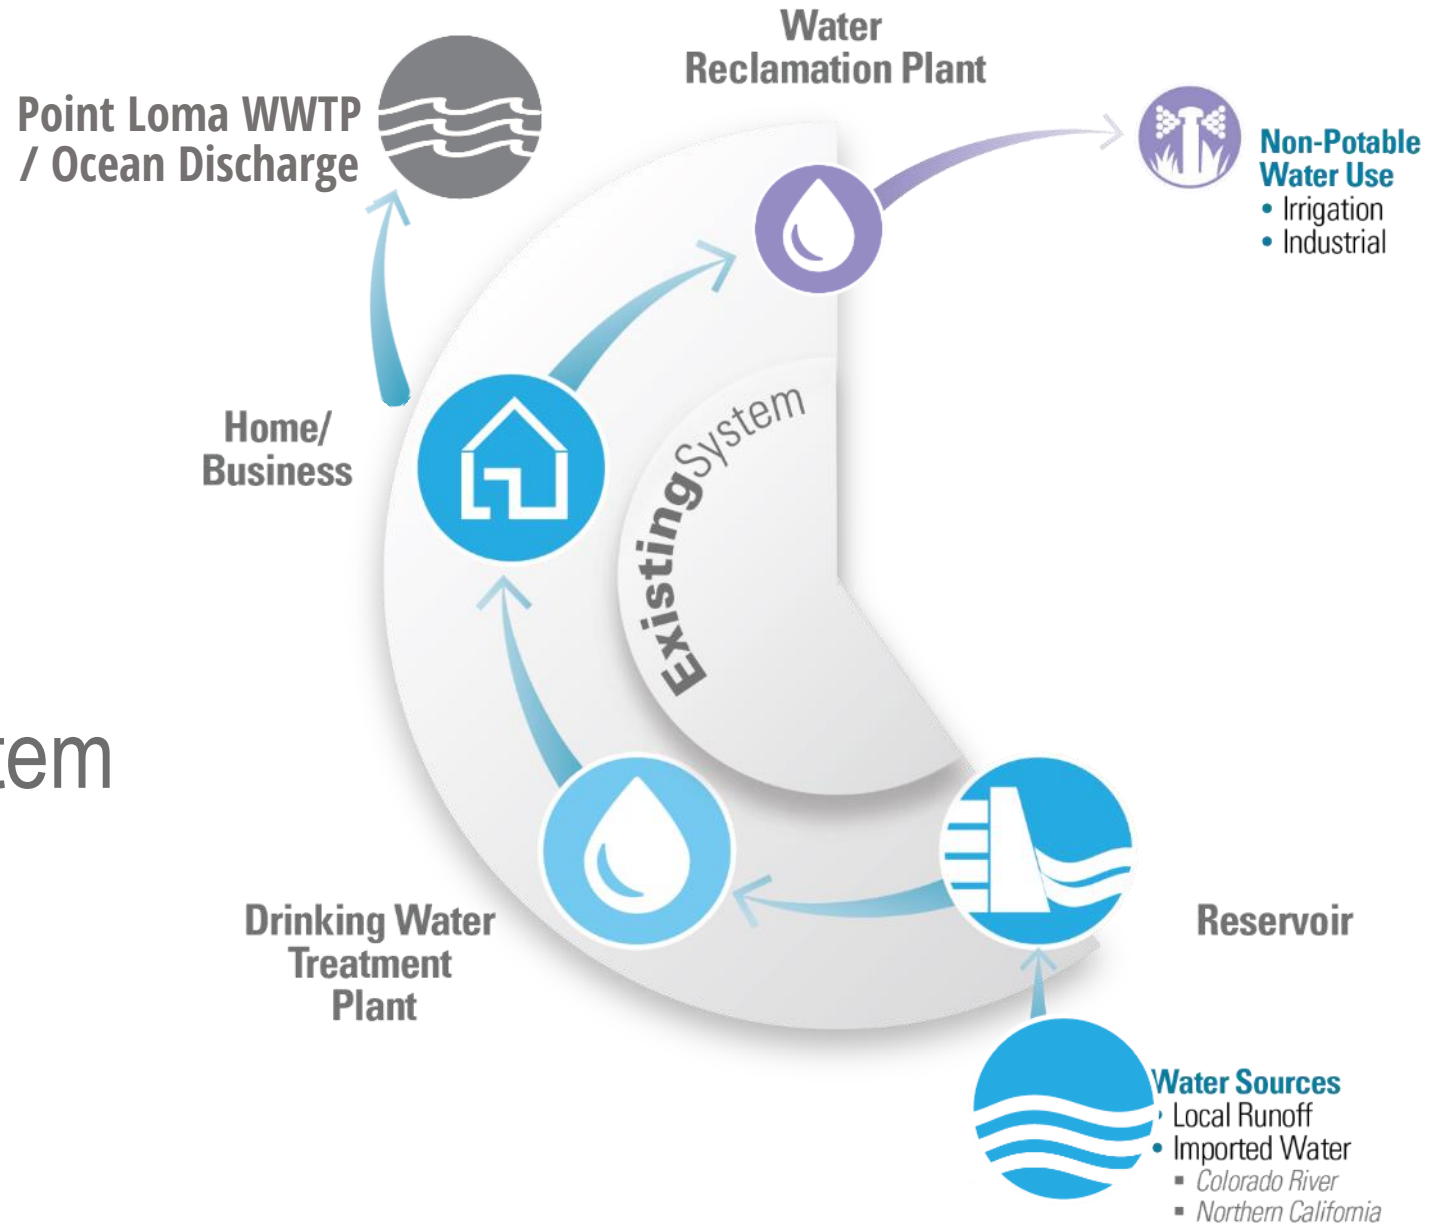 Water
Reclamation Plant
Point Loma WWTP
/ Ocean Discharge
Non-Potable
Water Use
• Irrigation
• Industrial
Home/
Business
ExistingSystem
tem
Drinking Water
Treatment
Plant
Reservoir
Water Sources
• Local Runoff
• Imported Water
▪ Colorado River
▪ Northern California